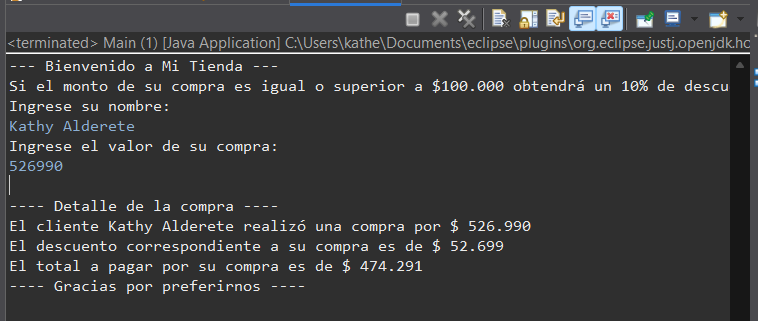 <terminated> Main (1) [Java Application] C:\Users\kathe\Documents\eclipse\plugins\org.eclipse.justj.openjdk.ho
--- Bienvenido a Mi Tienda ---
Si el monto de su compra es igual o superior a $100.000 obtendrá un 10% de descu
Ingrese su nombre:
Kathy Alderete
Ingrese el valor de su compra:
526990
---- Detalle de la compra ----
El cliente Kathy Alderete realizó una compra por $ 526.990
El descuento correspondiente a su compra es de $ 52.699
El total a pagar por su compra es de $ 474.291
---- Gracias por preferirnos ----